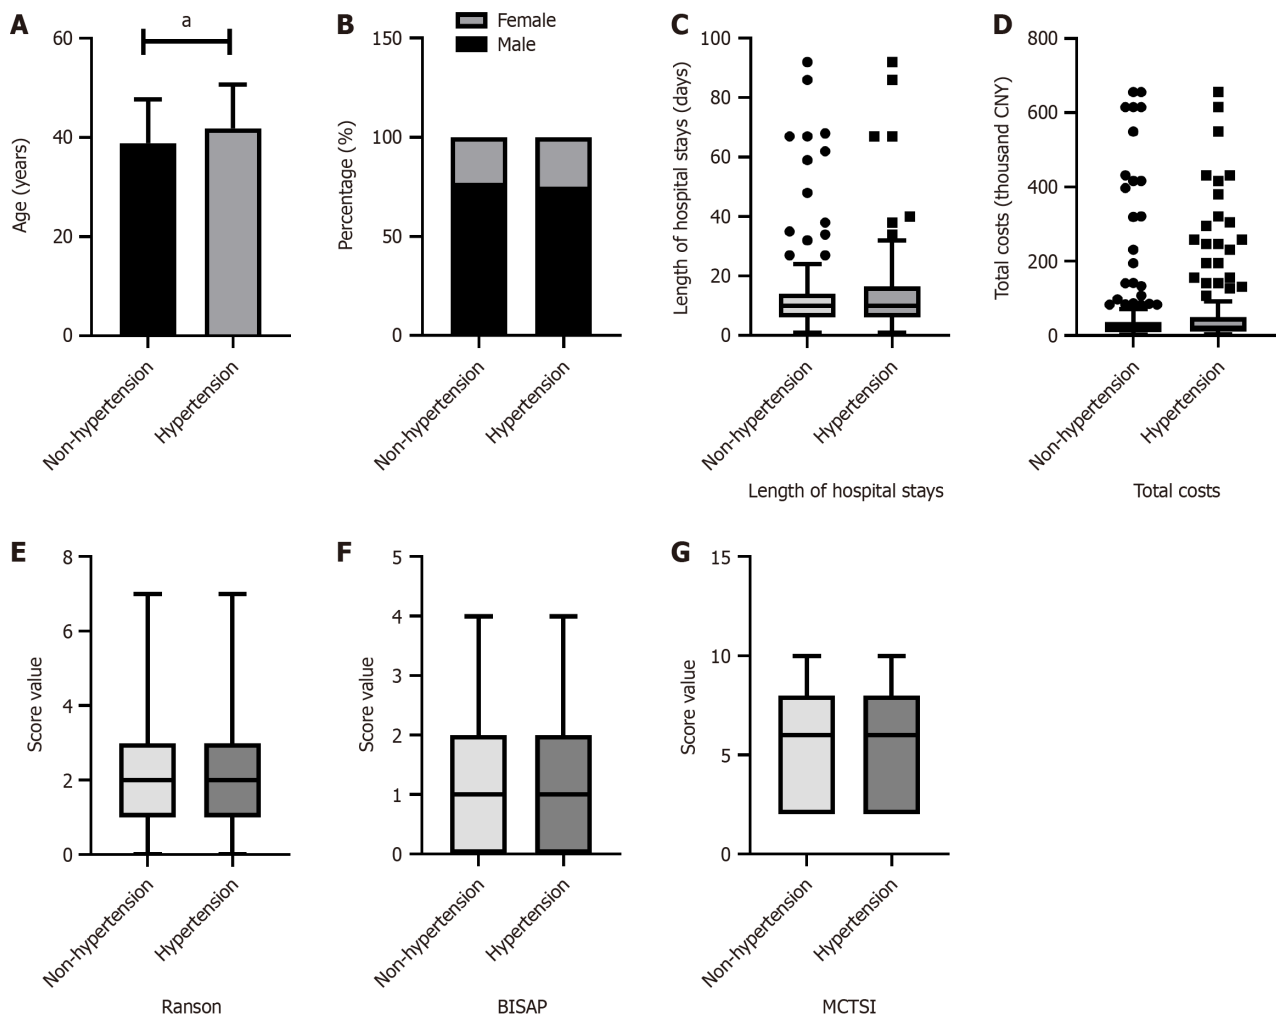 A
a
Age (years)
60
40
20
0
Non-hypertension
Hypertension
B
Female
Male
Percentage (%)
150
100
50
0
Non-hypertension
Hypertension
C
Length of hospital stays (days)
100
80
60
40
20
0
Non-hypertension
Hypertension
Length of hospital stays
D
Total costs (thousand CNY)
800
600
400
200
0
Non-hypertension
Hypertension
Total costs
E
Score value
8
6
4
2
0
Non-hypertension
Hypertension
Ranson
F
Score value
5
4
3
2
1
0
Non-hypertension
Hypertension
BISAP
G
Score value
15
10
5
0
Non-hypertension
Hypertension
MCTSI